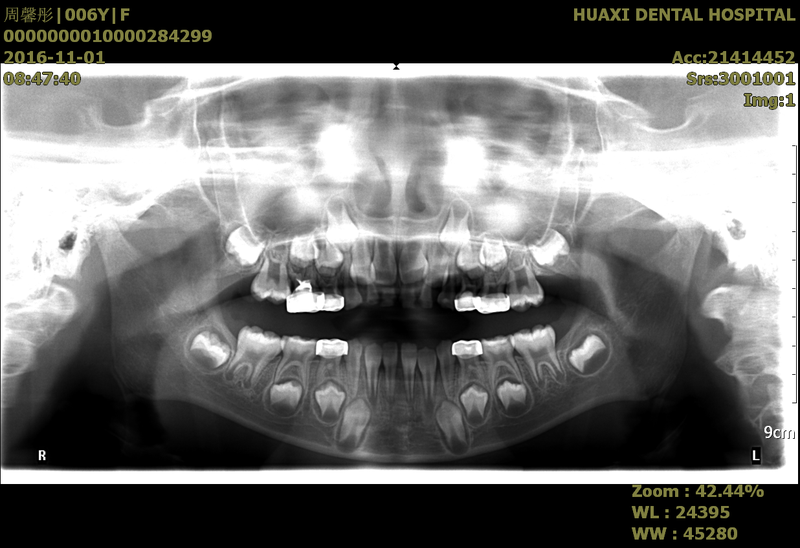 周馨彤|006Y|F
HUAXI DENTAL HOSPITAL
0000000010000284299
2016-11-01
Acc:21414452
08:47:40
Srs:3001001
Img:1
9cm
R
L
Zoom : 42.44%
WL : 24395
WW : 45280